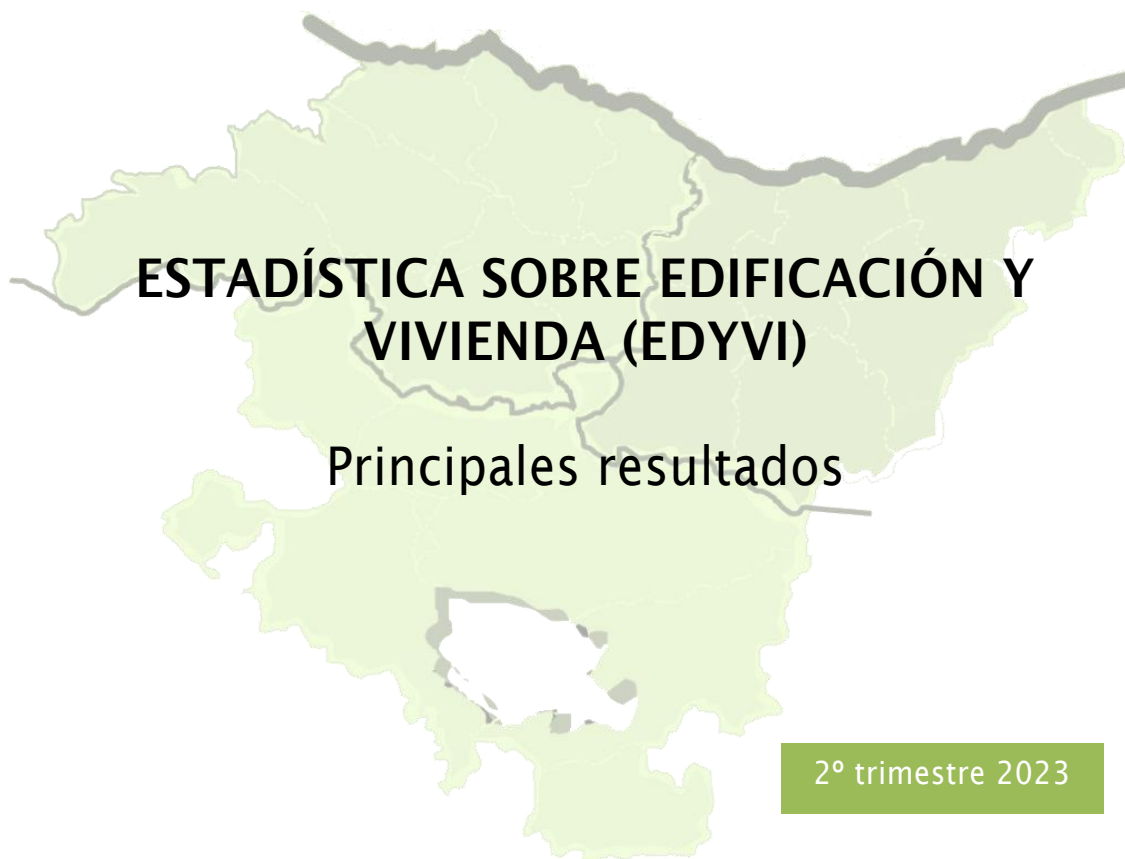 ESTADÍSTICA SOBRE EDIFICACIÓN Y
VIVIENDA (EDYVI)
Principales resultados
2º trimestre 2023